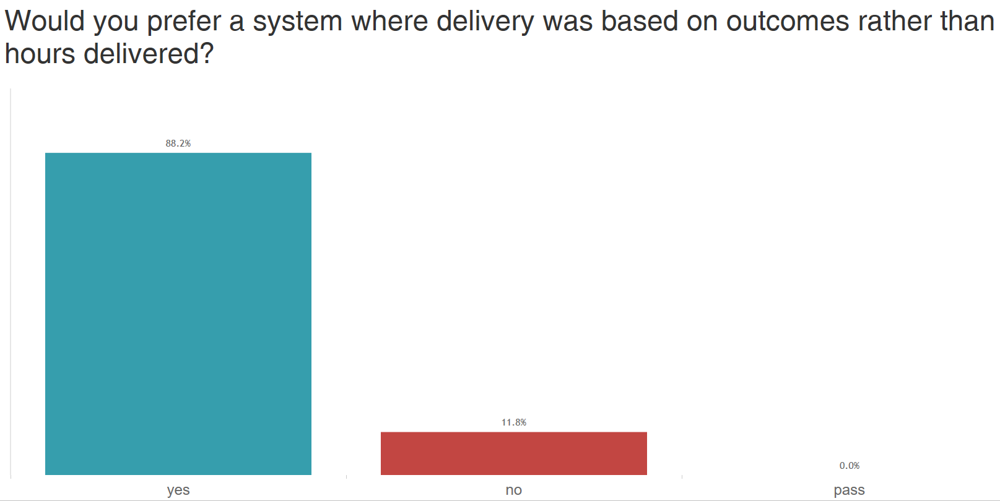 Would you prefer a system where delivery was based on outcomes rather than
hours delivered?
88.2%
11.8%
0.0%
yes
no
pass